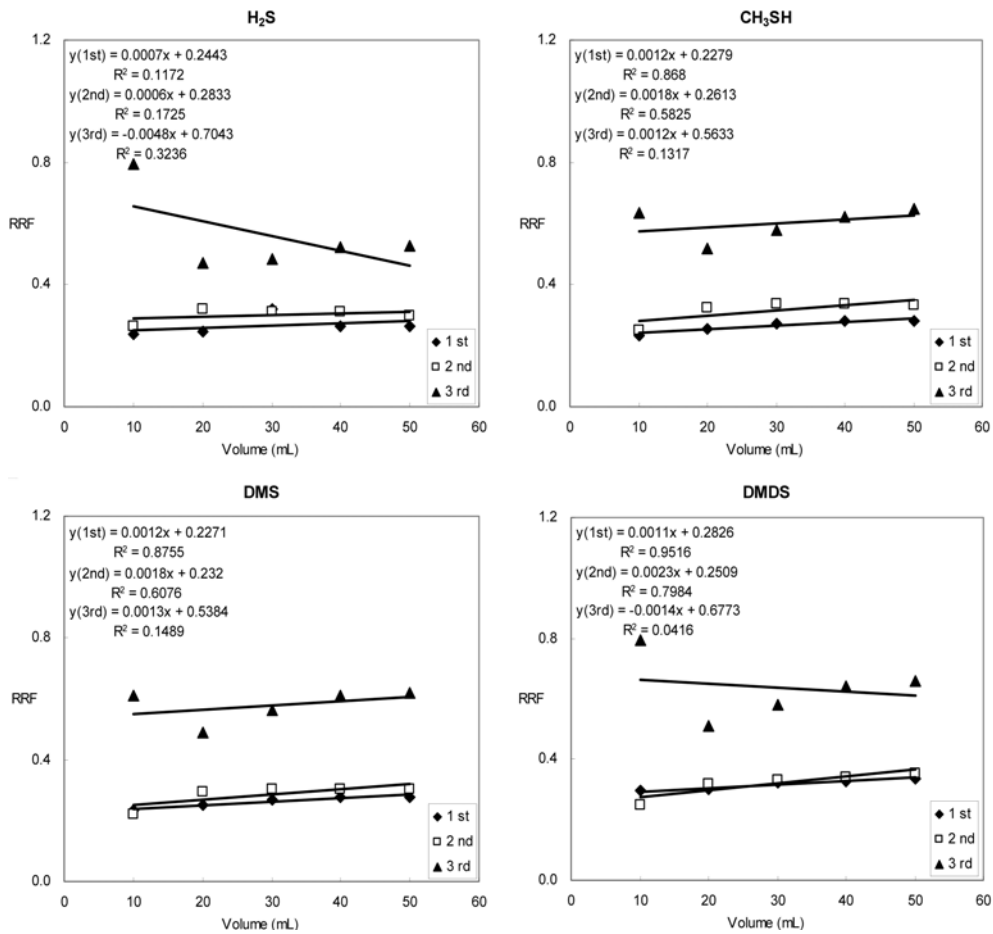 H₂S
1.2
y(1st) = 0.0007x + 0.2443
R² = 0.1172
y(2nd) = 0.0006x + 0.2833
R² = 0.1725
y(3rd) = -0.0048x + 0.7043
R² = 0.3236
0.8
RRF
0.4
1 st
2 nd
3 rd
0.0
0 10 20 30 40 50 60
Volume (mL)
CH₃SH
1.2
y(1st) = 0.0012x + 0.2279
R² = 0.868
y(2nd) = 0.0018x + 0.2613
R² = 0.5825
y(3rd) = 0.0012x + 0.5633
R² = 0.1317
0.8
RRF
0.4
1 st
2 nd
3 rd
0.0
0 10 20 30 40 50 60
Volume (mL)
DMS
1.2
y(1st) = 0.0012x + 0.2271
R² = 0.8755
y(2nd) = 0.0018x + 0.232
R² = 0.6076
y(3rd) = 0.0013x + 0.5384
R² = 0.1489
0.8
RRF
0.4
1 st
2 nd
3 rd
0.0
0 10 20 30 40 50 60
Volume (mL)
DMDS
1.2
y(1st) = 0.0011x + 0.2826
R² = 0.9516
y(2nd) = 0.0023x + 0.2509
R² = 0.7984
y(3rd) = -0.0014x + 0.6773
R² = 0.0416
0.8
RRF
0.4
1 st
2 nd
3 rd
0.0
0 10 20 30 40 50 60
Volume (mL)